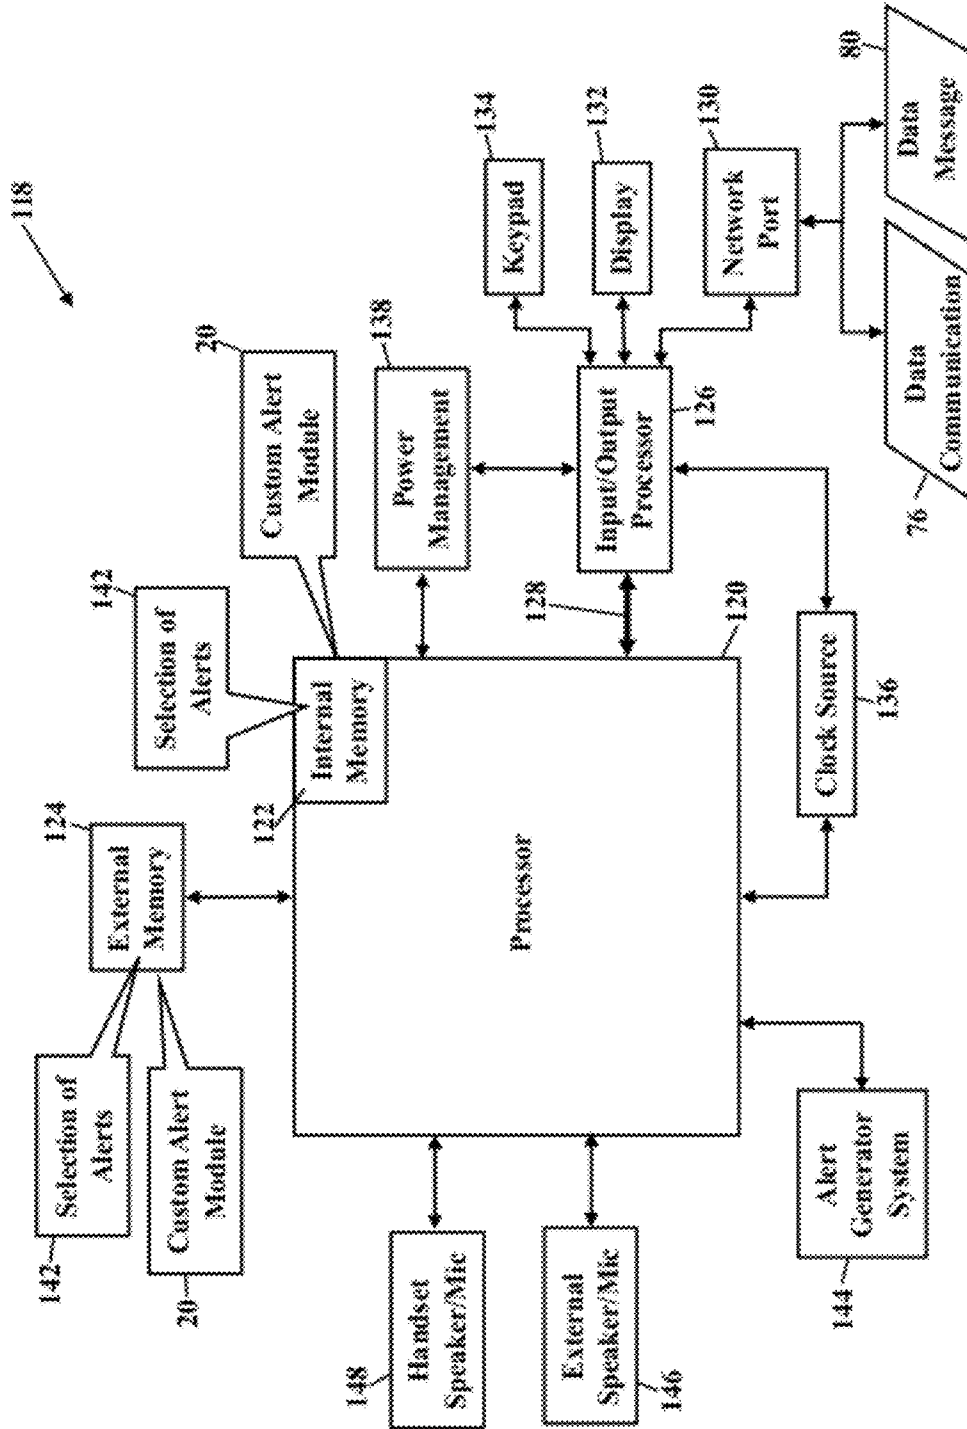 118
142
Selection of
Alerts
20
Custom Alert
Module
124
External
Memory
142
Selection of
Alerts
20
Custom Alert
Module
122
Internal
Memory
148
Handset
Speaker/Mic
Processor
138
Power
Management
134
Keypad
146
External
Speaker/Mic
128
120
Input/Output
Processor
126
132
Display
144
Alert
Generator
System
Clock Source
136
130
Network
Port
76
Data
Communication
80
Data
Message